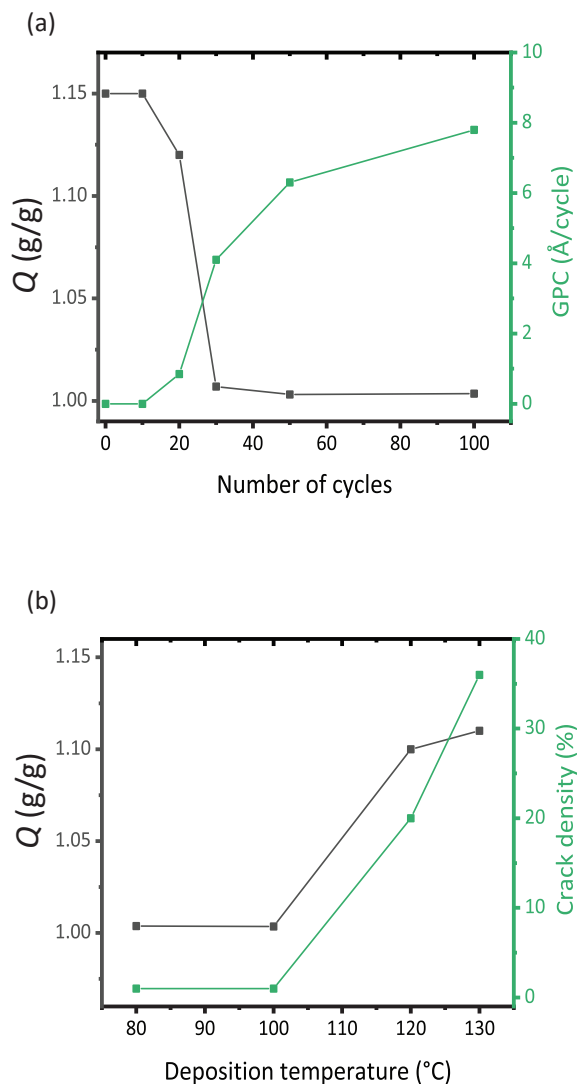 (a)
10
1.15
8
1.10
6
Q (g/g)
GPC (Å/cycle)
1.05
4
2
1.00
0
0 20 40 60 80 100
Number of cycles
(b)
40
1.15
30
1.10
Q (g/g)
Crack density (%)
20
1.05
10
1.00
0
80 90 100 110 120 130
Deposition temperature (°C)